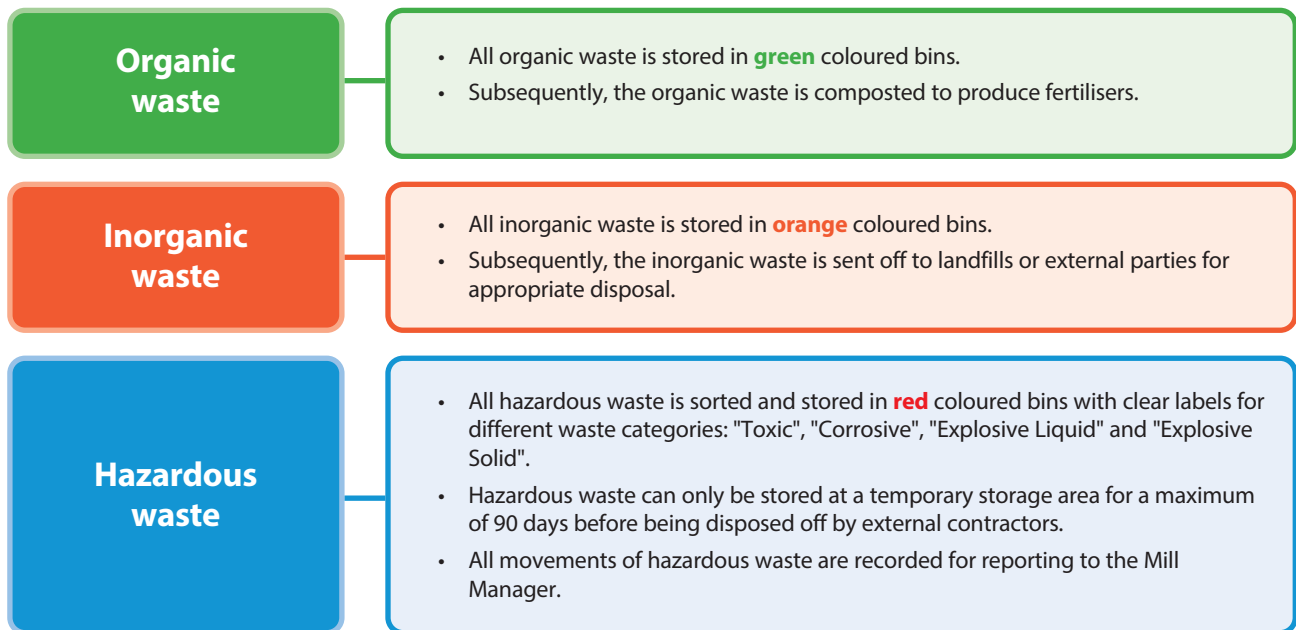 Organic
waste
• All organic waste is stored in green coloured bins.
• Subsequently, the organic waste is composted to produce fertilisers.
Inorganic
waste
• All inorganic waste is stored in orange coloured bins.
• Subsequently, the inorganic waste is sent off to landfills or external parties for
appropriate disposal.
Hazardous
waste
• All hazardous waste is sorted and stored in red coloured bins with clear labels for
different waste categories: "Toxic", "Corrosive", "Explosive Liquid" and "Explosive
Solid".
• Hazardous waste can only be stored at a temporary storage area for a maximum
of 90 days before being disposed off by external contractors.
• All movements of hazardous waste are recorded for reporting to the Mill
Manager.